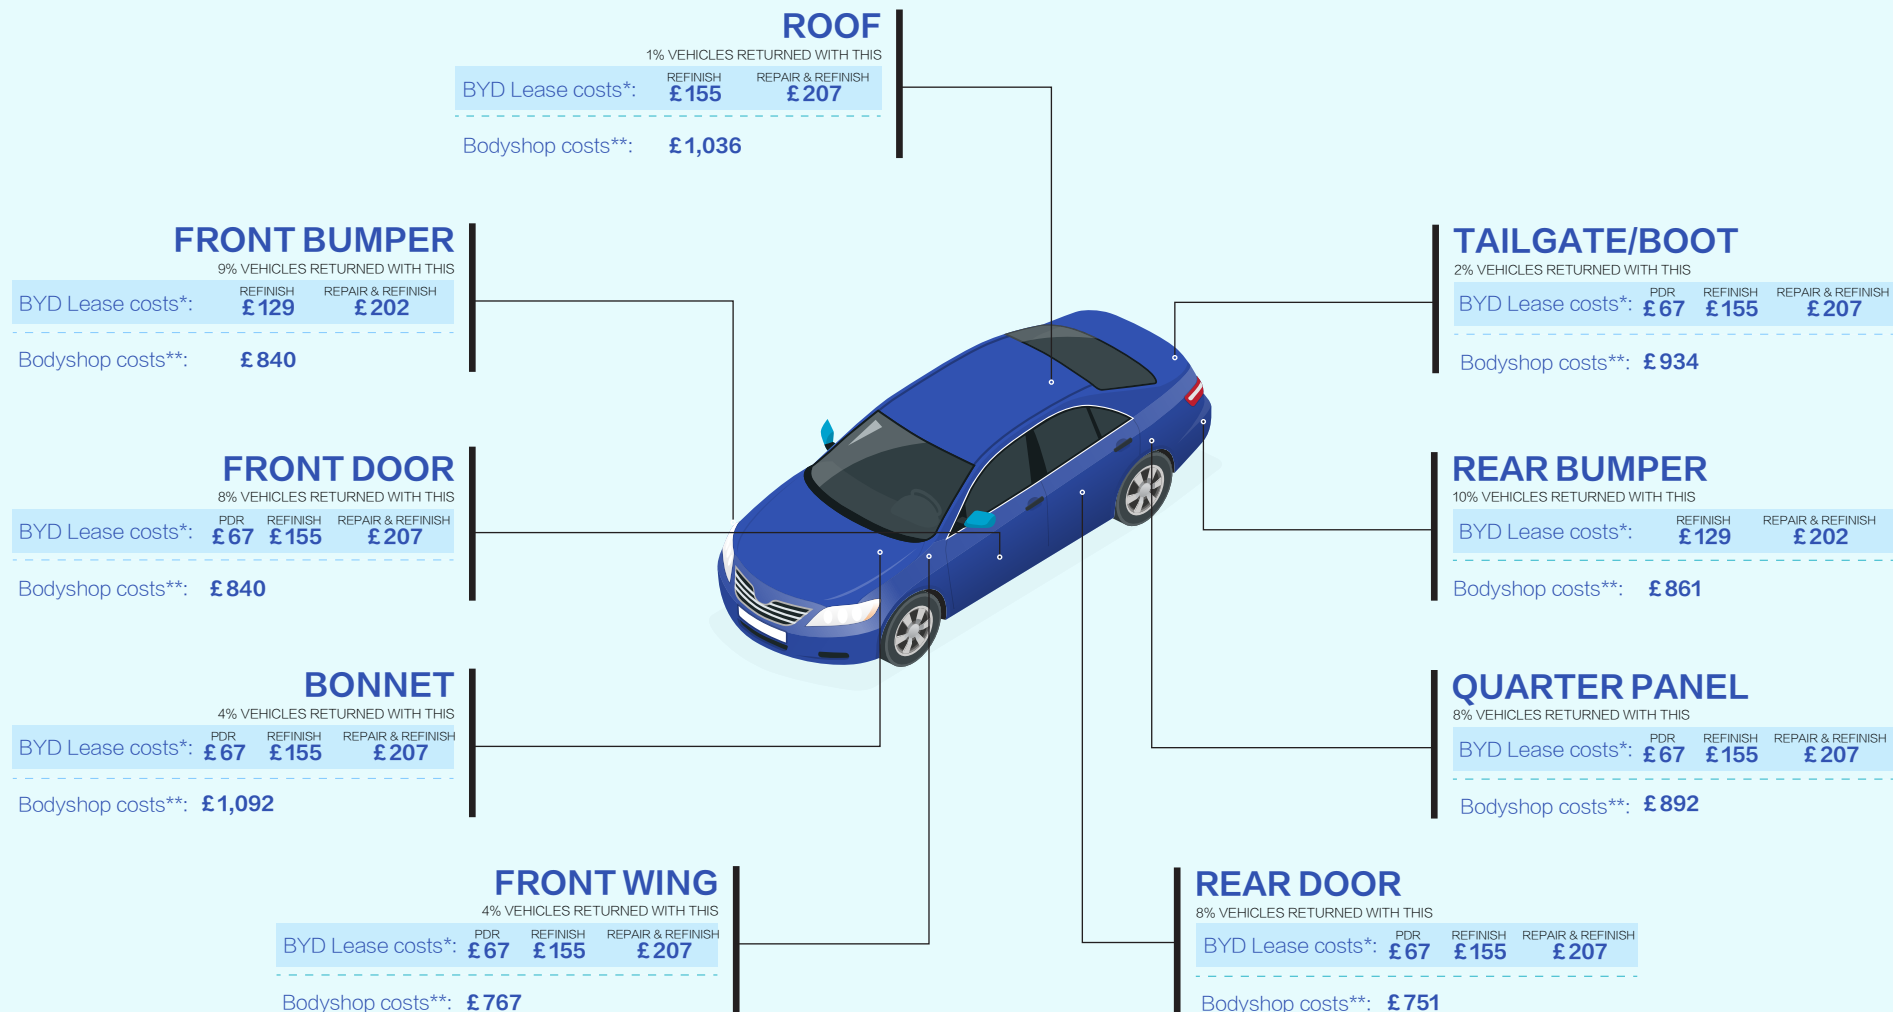 ROOF
1% VEHICLES RETURNED WITH THIS
REFINISH REPAIR & REFINISH
BYD Lease costs*: £155 £207
Bodyshop costs**: £1,036
FRONT BUMPER
9% VEHICLES RETURNED WITH THIS
REFINISH REPAIR & REFINISH
BYD Lease costs*: £129 £202
Bodyshop costs**: £840
TAILGATE/BOOT
2% VEHICLES RETURNED WITH THIS
PDR REFINISH REPAIR & REFINISH
BYD Lease costs*: £67 £155 £207
Bodyshop costs**: £934
FRONT DOOR
8% VEHICLES RETURNED WITH THIS
PDR REFINISH REPAIR & REFINISH
BYD Lease costs*: £67 £155 £207
Bodyshop costs**: £840
REAR BUMPER
10% VEHICLES RETURNED WITH THIS
REFINISH REPAIR & REFINISH
BYD Lease costs*: £129 £202
Bodyshop costs**: £861
BONNET
4% VEHICLES RETURNED WITH THIS
PDR REFINISH REPAIR & REFINISH
BYD Lease costs*: £67 £155 £207
Bodyshop costs**: £1,092
QUARTER PANEL
8% VEHICLES RETURNED WITH THIS
PDR REFINISH REPAIR & REFINISH
BYD Lease costs*: £67 £155 £207
Bodyshop costs**: £892
FRONT WING
4% VEHICLES RETURNED WITH THIS
PDR REFINISH REPAIR & REFINISH
BYD Lease costs*: £67 £155 £207
Bodyshop costs**: £767
REAR DOOR
8% VEHICLES RETURNED WITH THIS
PDR REFINISH REPAIR & REFINISH
BYD Lease costs*: £67 £155 £207
Bodyshop costs**: £751